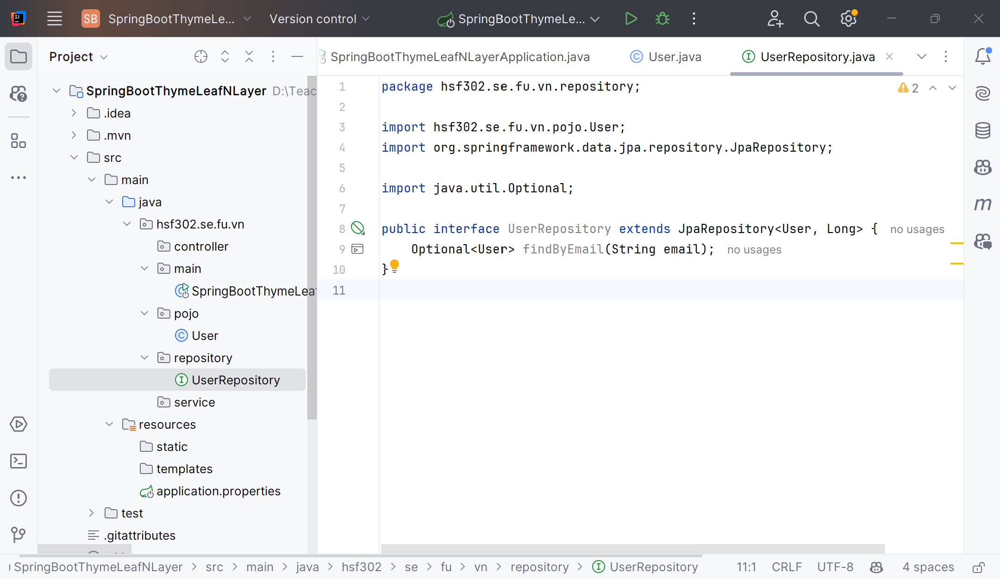 SB SpringBootThymeLe... Version control SpringBootThymeLe...
Project
SpringBootThymeLeafNLayer D:\Teac
.idea
.mvn
src
main
java
hsf302.se.fu.vn
controller
main
SpringBootThymeLeaf
pojo
User
repository
UserRepository
service
resources
static
templates
application.properties
test
.gitattributes
SpringBootThymeLeafNLayerApplication.java User.java UserRepository.java
2
1 package hsf302.se.fu.vn.repository;
2
3 import hsf302.se.fu.vn.pojo.User;
4 import org.springframework.data.jpa.repository.JpaRepository;
5
6 import java.util.Optional;
7
8 public interface UserRepository extends JpaRepository<User, Long> { no usages
9 Optional<User> findByEmail(String email); no usages
10 }
11
m
SpringBootThymeLeafNLayer > src > main > java > hsf302 > se > fu > vn > repository > UserRepository 11:1 CRLF UTF-8 4 spaces